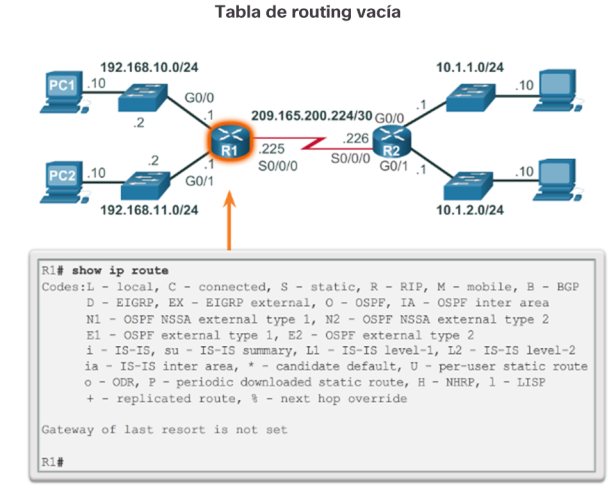 Tabla de routing vacía
192.168.10.0/24
10.1.1.0/24
PC1
.10
G0/0
.1
.2
209.165.200.224/30
G0/0
.1
.10
.225
.226
R1
R2
S0/0/0
S0/0/0
.2
.1
G0/1
G0/1
.1
PC2
.10
.10
192.168.11.0/24
10.1.2.0/24
R1# show ip route
Codes:L - local, C - connected, S - static, R - RIP, M - mobile, B - BGP
D - EIGRP, EX - EIGRP external, O - OSPF, IA - OSPF inter area
N1 - OSPF NSSA external type 1, N2 - OSPF NSSA external type 2
E1 - OSPF external type 1, E2 - OSPF external type 2
i - IS-IS, su - IS-IS summary, L1 - IS-IS level-1, L2 - IS-IS level-2
ia - IS-IS inter area, * - candidate default, U - per-user static route
o - ODR, P - periodic downloaded static route, H - NHRP, l - LISP
+ - replicated route, % - next hop override
Gateway of last resort is not set
R1#